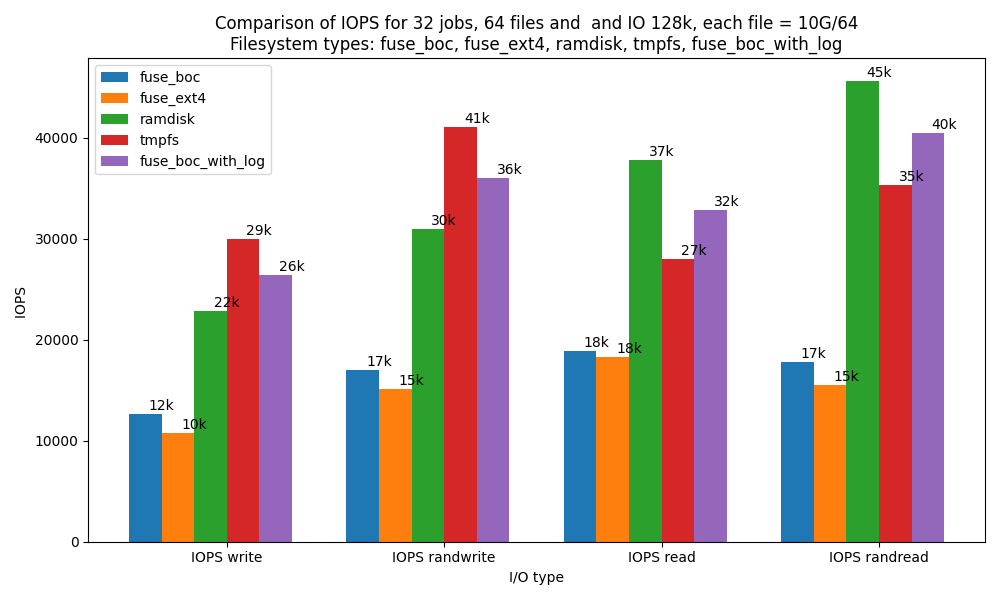 Comparison of IOPS for 32 jobs, 64 files and  and IO 128k, each file = 10G/64
Filesystem types: fuse_boc, fuse_ext4, ramdisk, tmpfs, fuse_boc_with_log
fuse_boc
fuse_ext4
ramdisk
tmpfs
fuse_boc_with_log
IOPS
40000
30000
20000
10000
0
12k
10k
22k
29k
26k
17k
15k
30k
41k
36k
18k
18k
37k
27k
32k
17k
15k
45k
35k
40k
IOPS write
IOPS randwrite
IOPS read
IOPS randread
I/O type